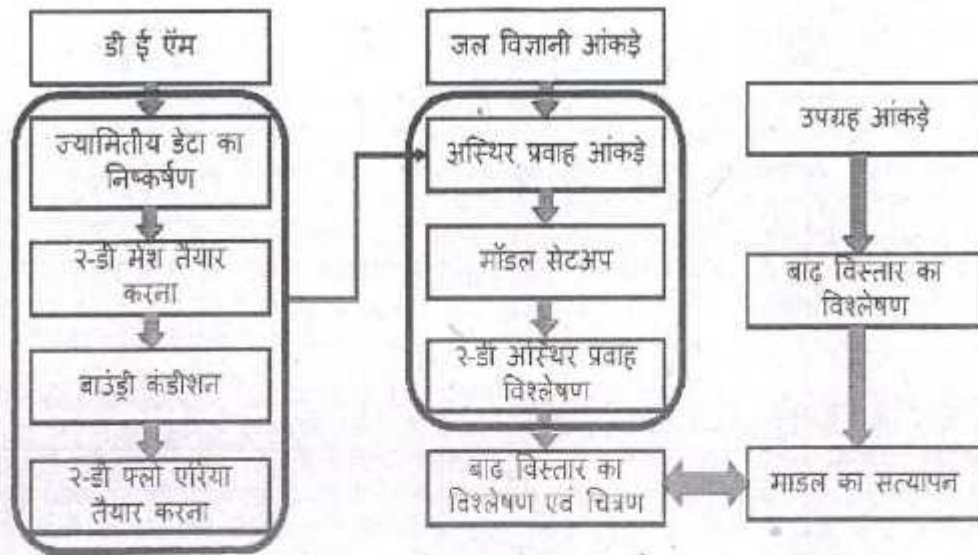 डी ई ऍम
ज्यामितीय डेटा का
निष्कर्षण
२-डी मेश तैयार
करना
बाउंड्री कंडीशन
२-डी फ्लो एरिया
तैयार करना
जल विज्ञानी आंकड़े
अस्थिर प्रवाह आंकड़े
मॉडल सेटअप
२-डी अस्थिर प्रवाह
विश्लेषण
बाढ़ विस्तार का
विश्लेषण एवं चित्रण
उपग्रह आंकड़े
बाढ़ विस्तार का
विश्लेषण
माडल का सत्यापन